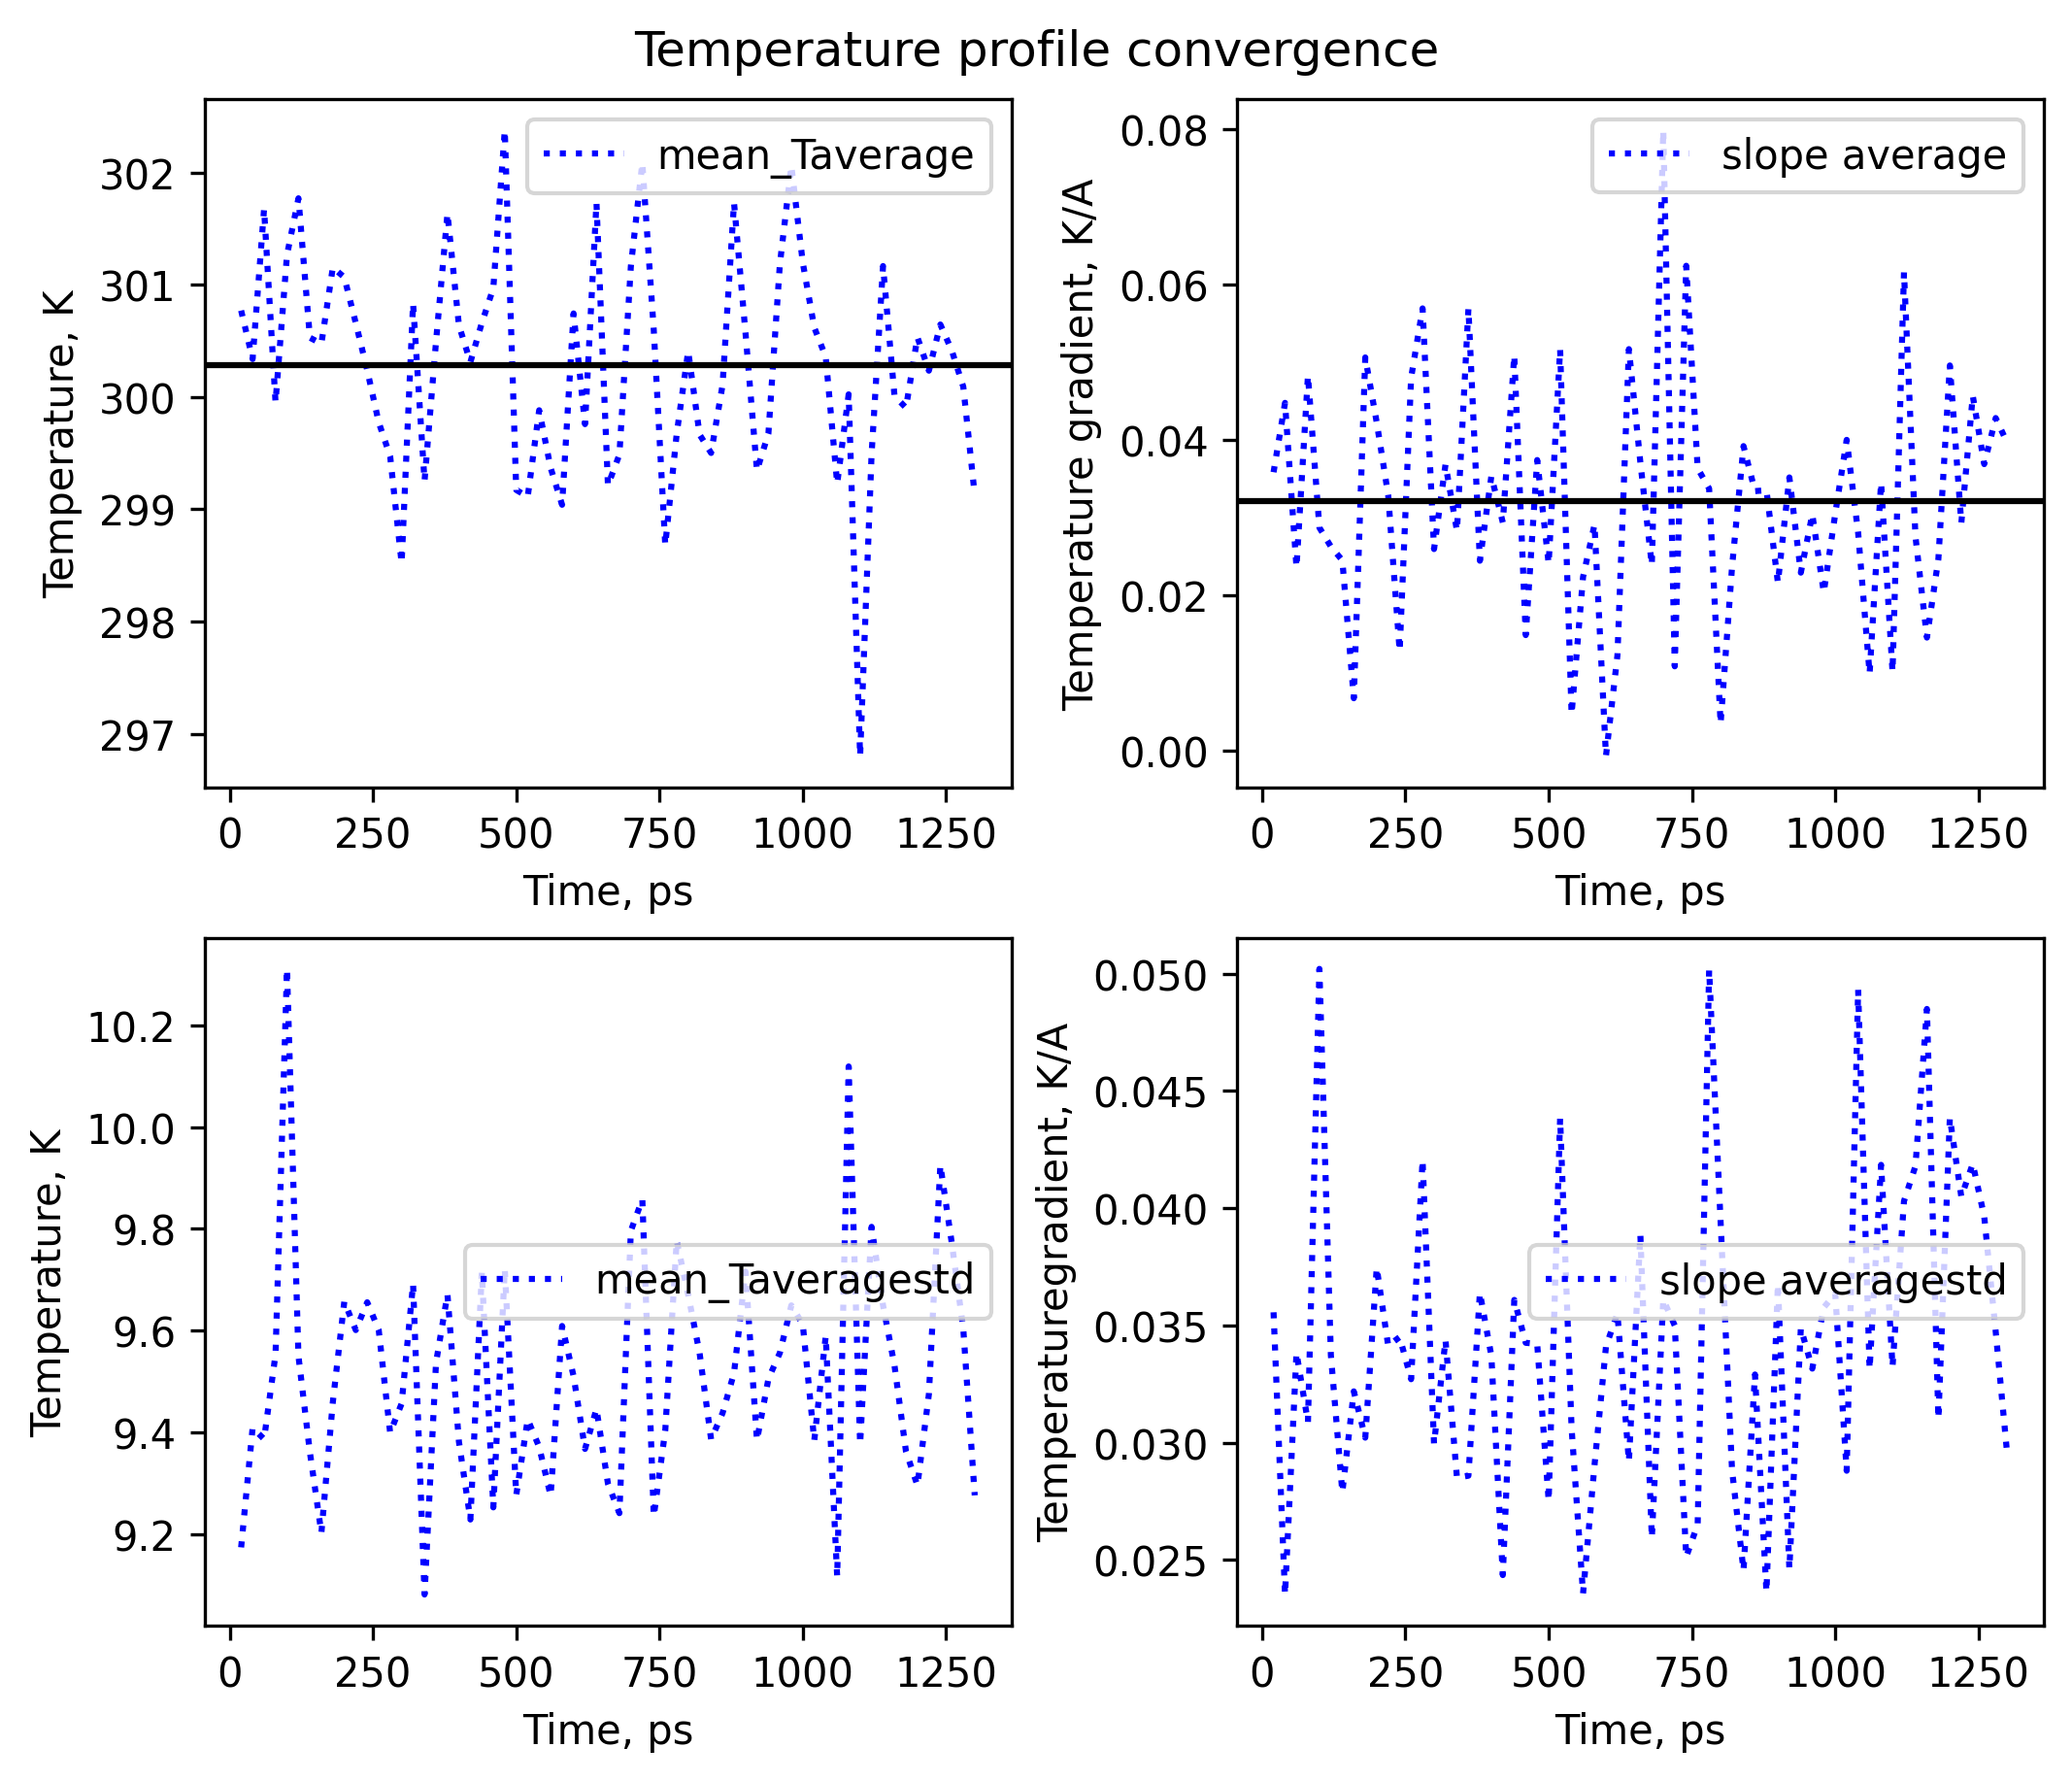 Temperature profile convergence
mean_Taverage
302
301
300
299
298
297
Temperature, K
0 250 500 750 1000 1250
Time, ps
slope average
0.08
0.06
0.04
0.02
0.00
Temperature gradient, K/A
0 250 500 750 1000 1250
Time, ps
mean_Taveragestd
10.2
10.0
9.8
9.6
9.4
9.2
Temperature, K
0 250 500 750 1000 1250
Time, ps
slope averagestd
0.050
0.045
0.040
0.035
0.030
0.025
Temperaturegradient, K/A
0 250 500 750 1000 1250
Time, ps